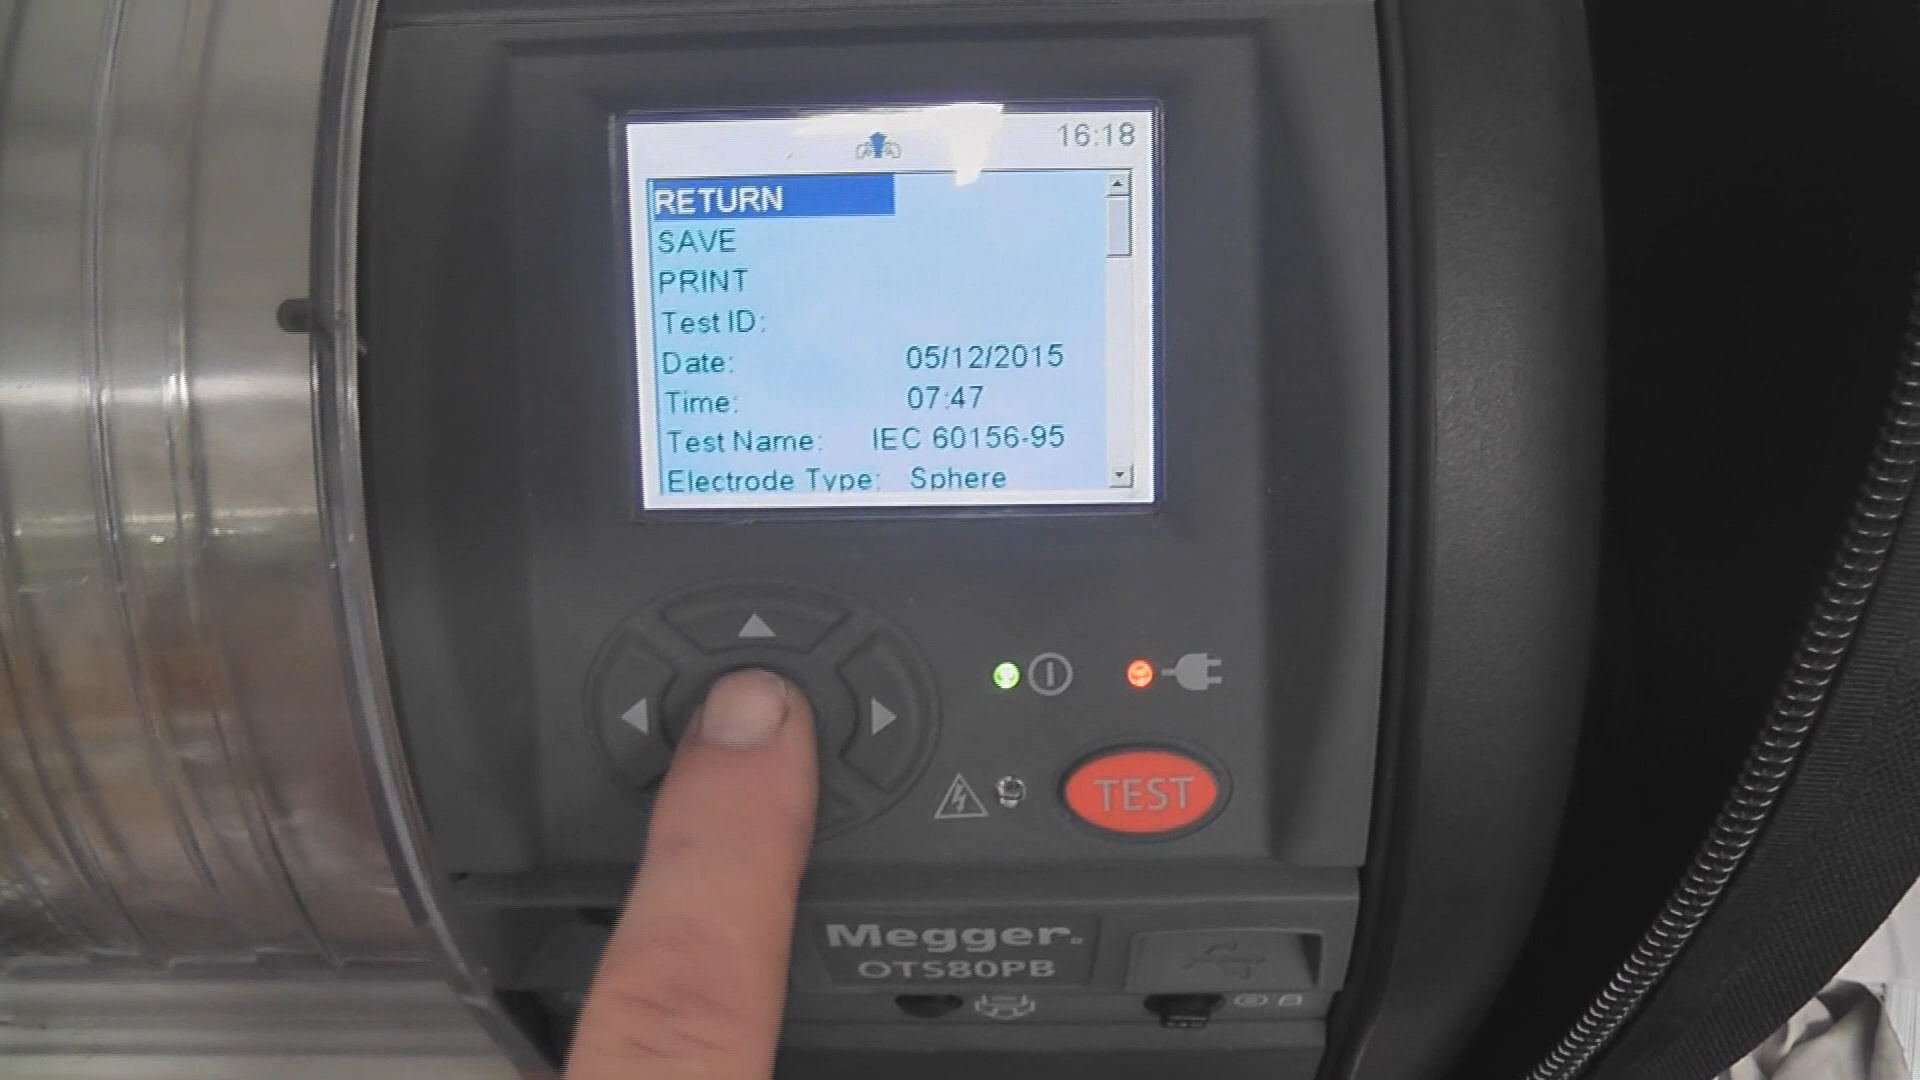 16:18
RETURN
SAVE
PRINT
Test ID:
Date: 05/12/2015
Time: 07:47
Test Name: IEC 60156-95
Electrode Type: Sphere
TEST
Megger.
OTS80PB